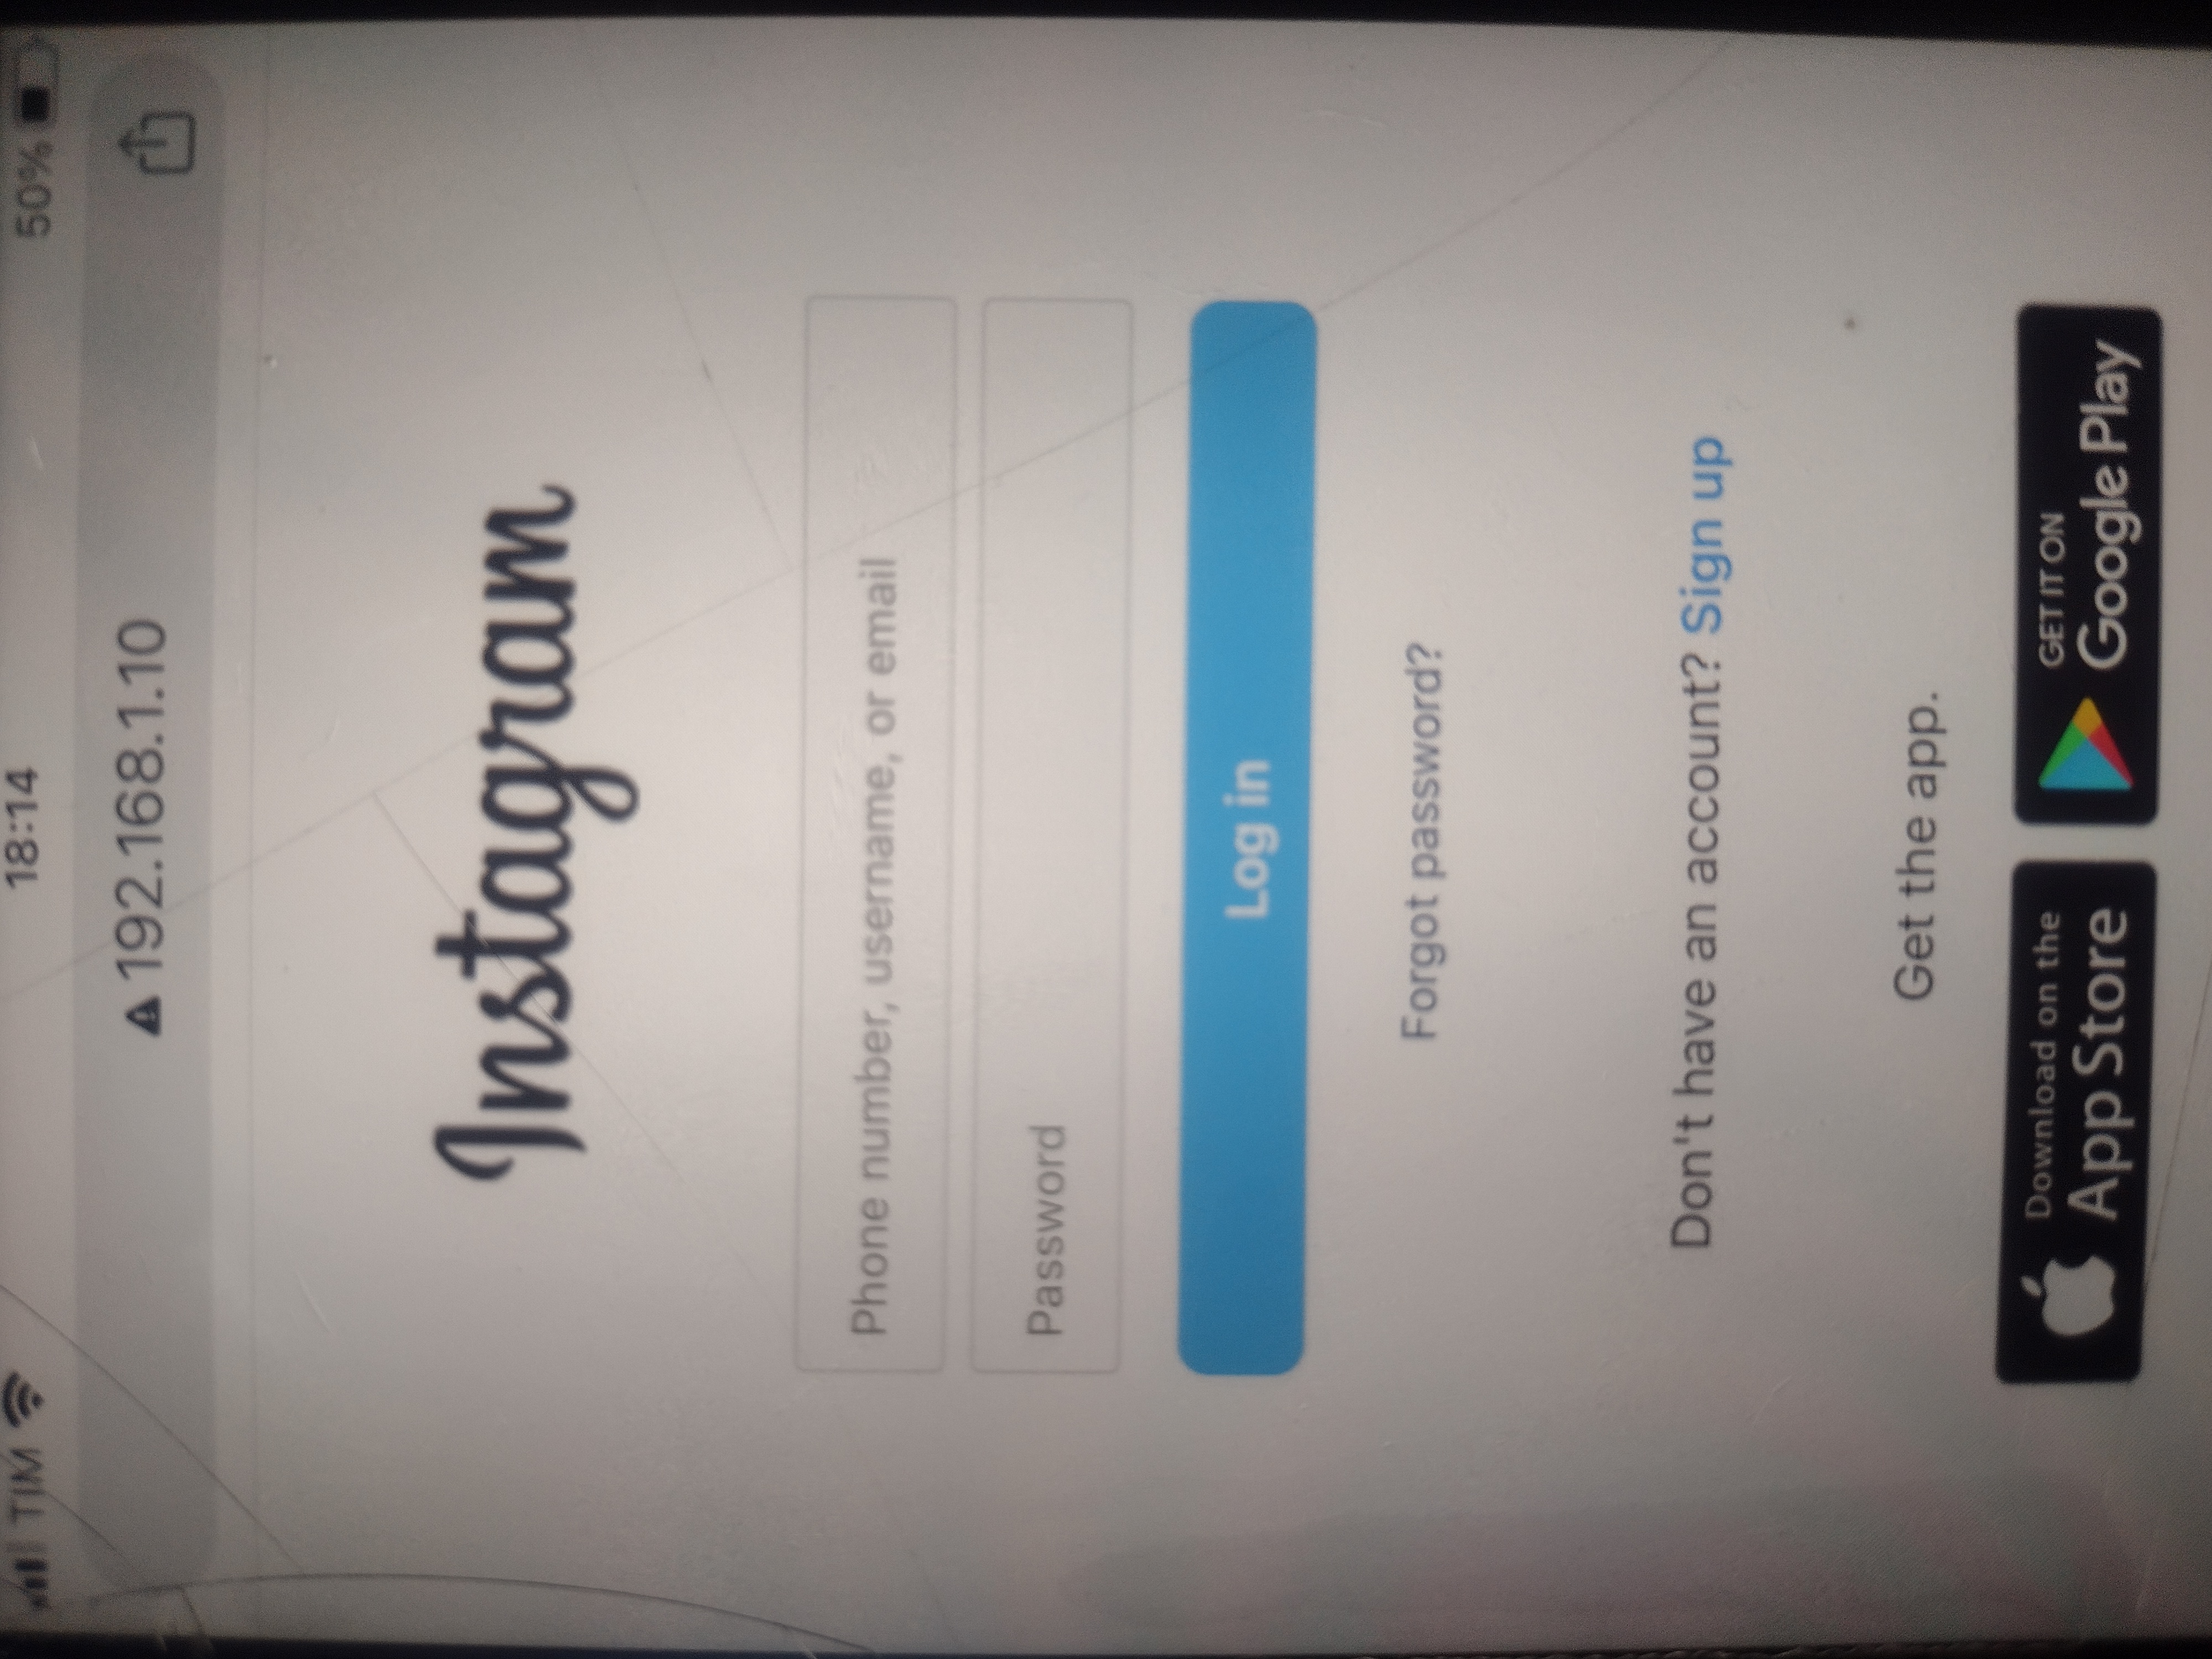 TIM
18:14
50%
192.168.1.10
Instagram
Phone number, username, or email
Password
Log in
Forgot password?
Don't have an account? Sign up
Get the app.
Download on the
App Store
GET IT ON
Google Play